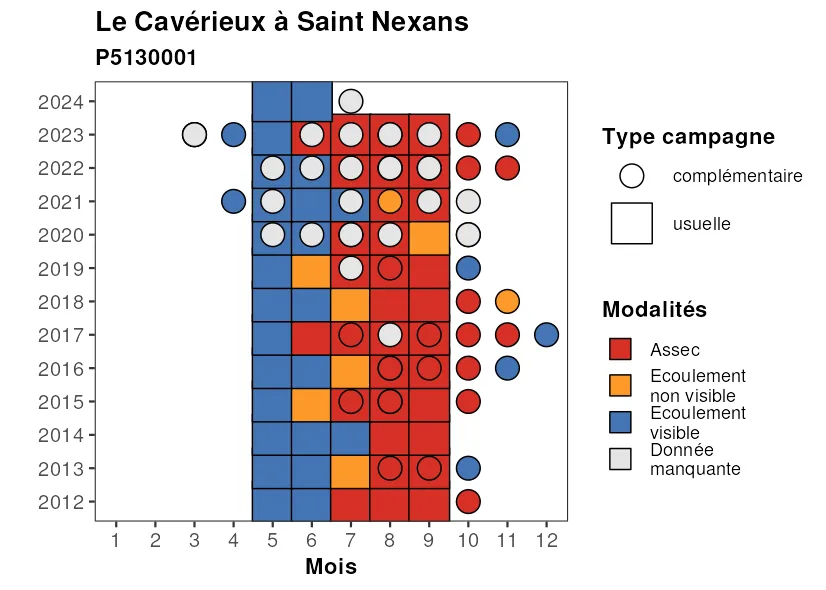 Le Cavérieux à Saint Nexans
P5130001
2024
2023
2022
2021
2020
2019
2018
2017
2016
2015
2014
2013
2012
1 2 3 4 5 6 7 8 9 10 11 12
Mois
Type campagne
complémentaire
usuelle
Modalités
Assec
Ecoulement
non visible
Ecoulement
visible
Donnée
manquante